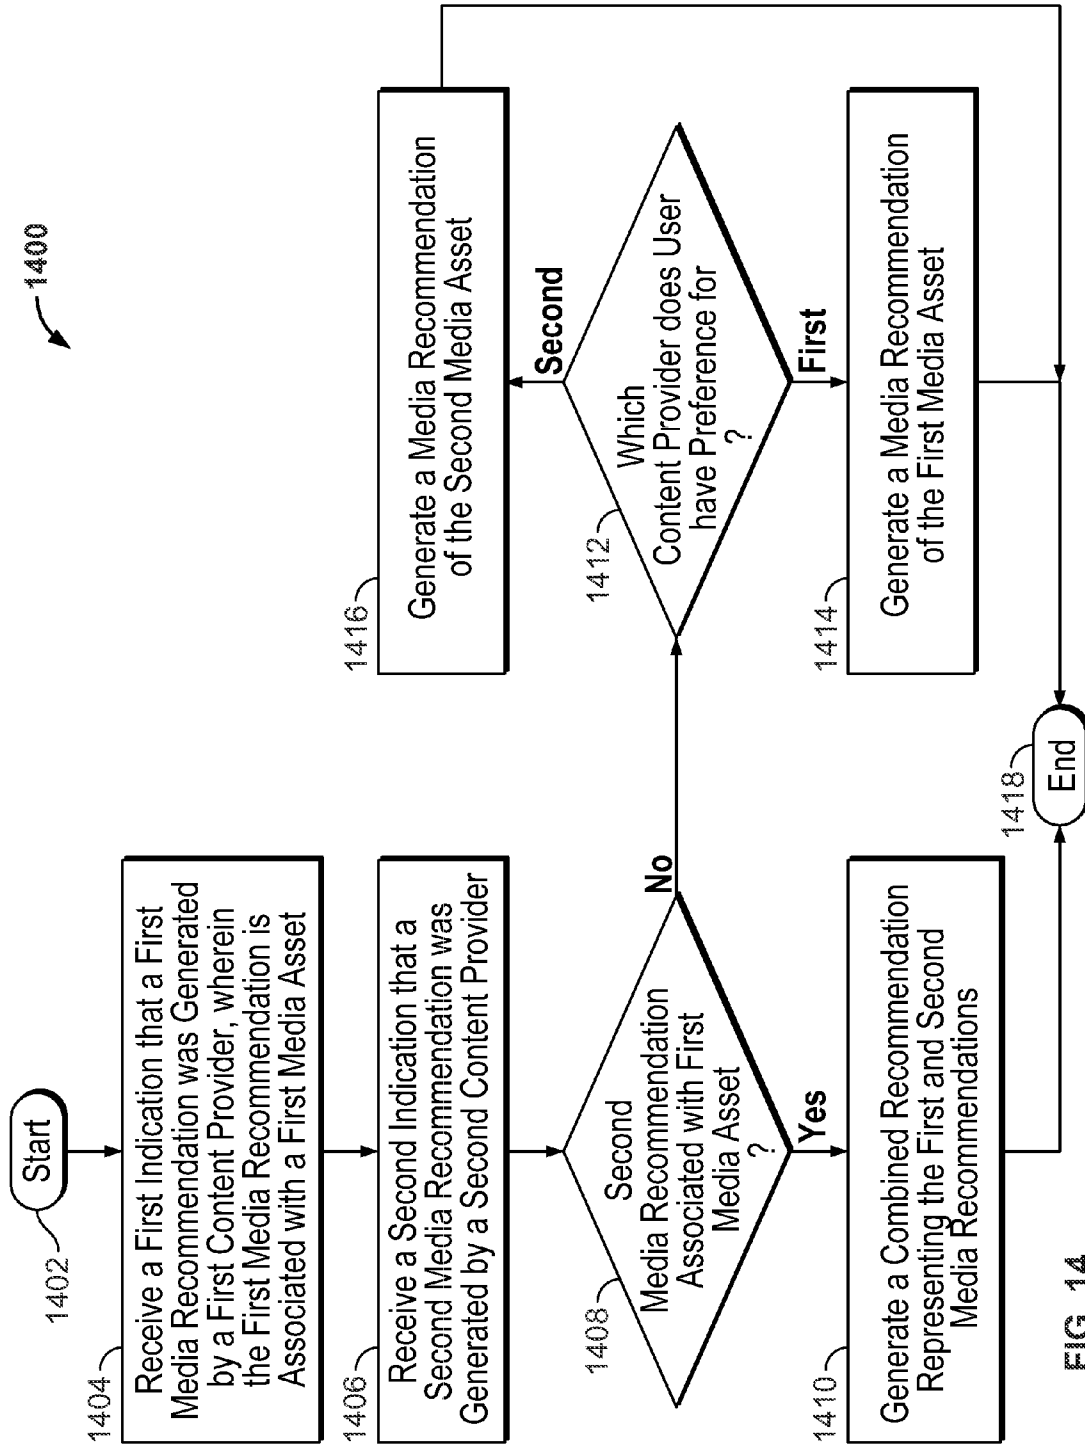 1400
Start
1402
1404
Receive a First Indication that a First
Media Recommendation was Generated
by a First Content Provider, wherein
the First Media Recommendation is
Associated with a First Media Asset
1406
Receive a Second Indication that a
Second Media Recommendation was
Generated by a Second Content Provider
1408
Second
Media Recommendation
Associated with First
Media Asset
?
No
Yes
1410
Generate a Combined Recommendation
Representing the First and Second
Media Recommendations
1416
Generate a Media Recommendation
of the Second Media Asset
Second
1412
Which
Content Provider does User
have Preference for
?
First
1414
Generate a Media Recommendation
of the First Media Asset
1418
End
FIG. 14